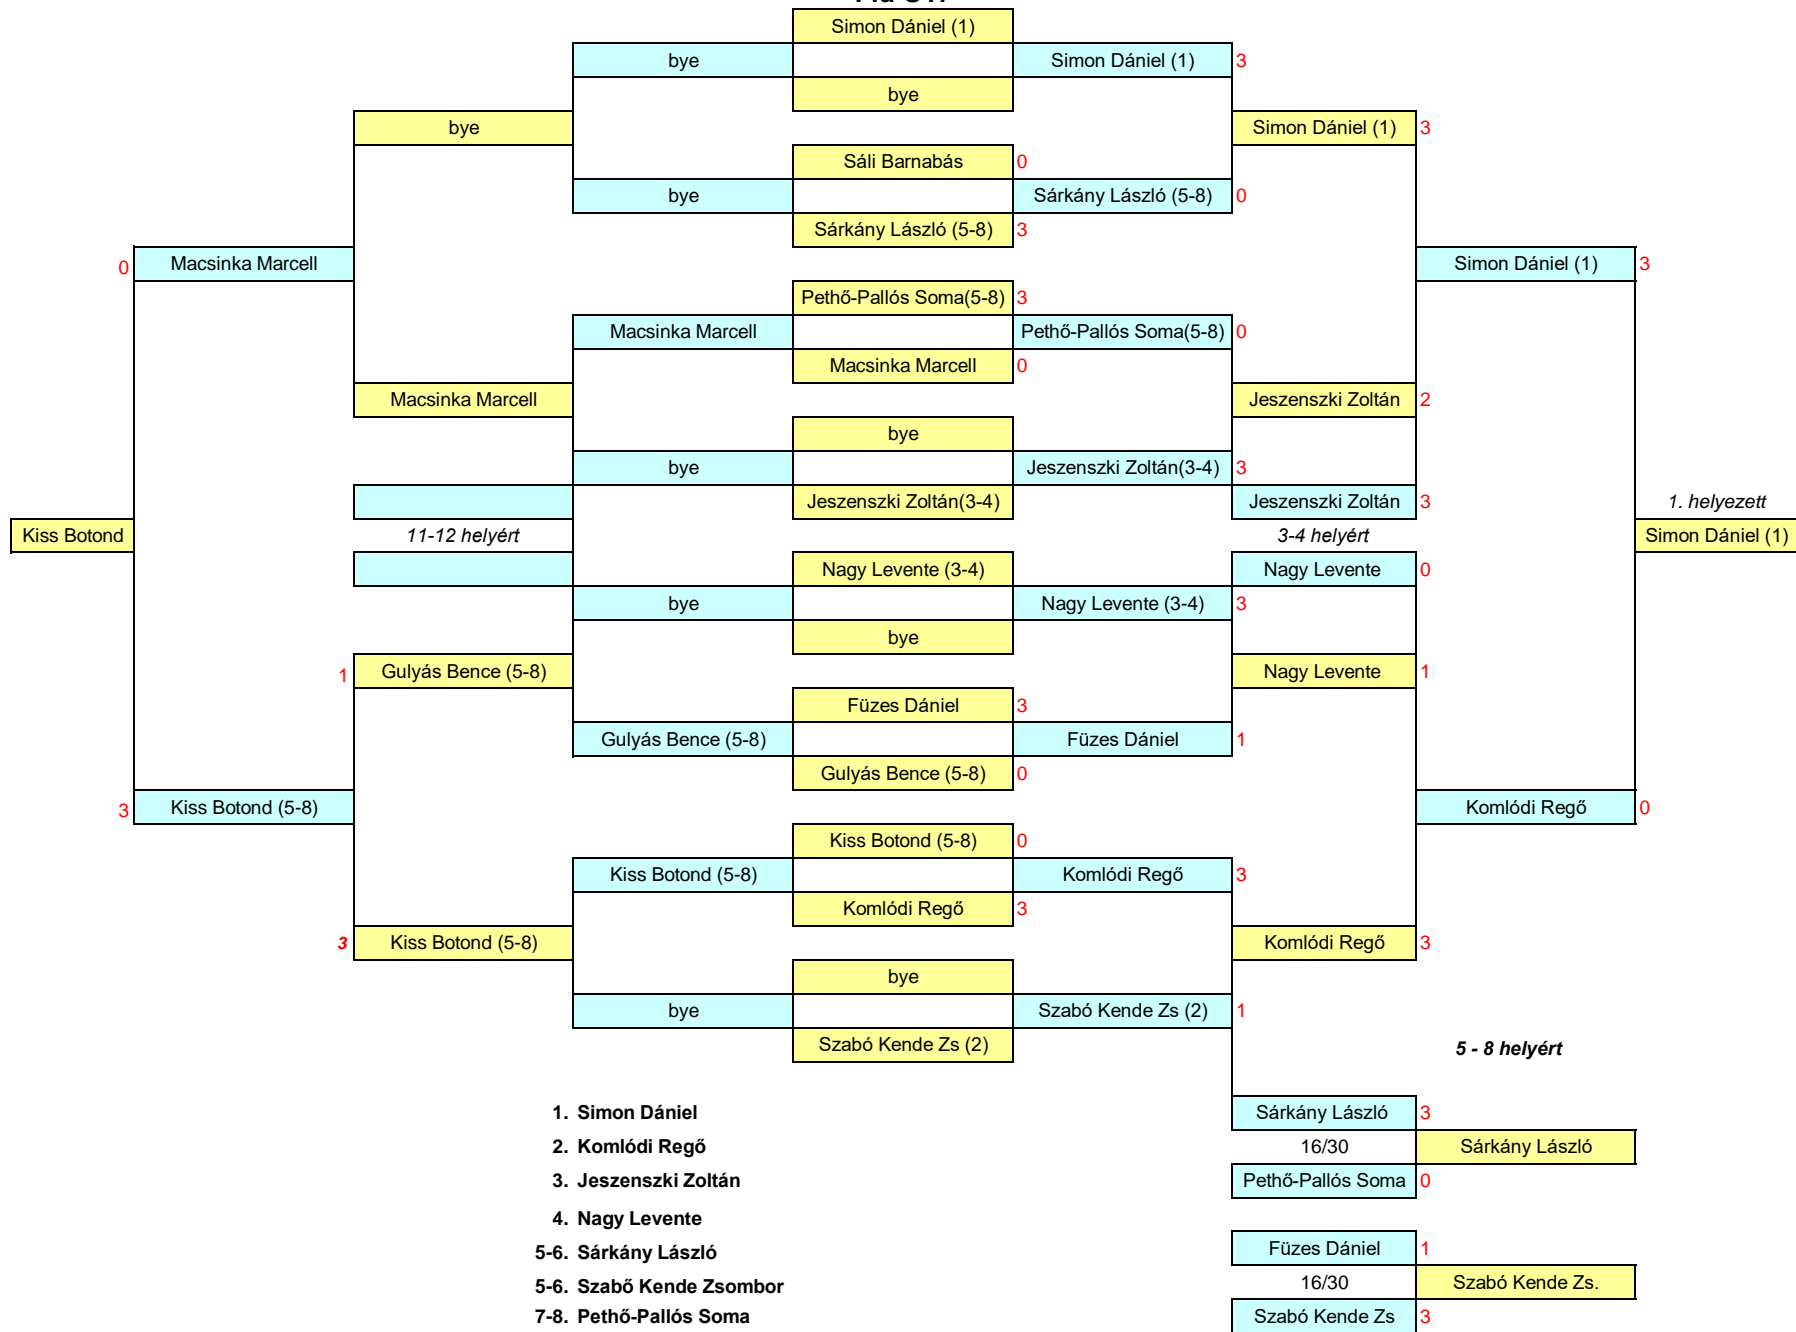 Simon Dániel (1)
bye Simon Dániel (1) 3
bye
bye Simon Dániel (1) 3
Sáli Barnabás 0
bye Sárkány László (5-8) 0
Sárkány László (5-8) 3
0 Macsinka Marcell Simon Dániel (1) 3
Pethő-Pallós Soma(5-8) 3
Macsinka Marcell Pethő-Pallós Soma(5-8) 0
Macsinka Marcell 0
Macsinka Marcell Jeszenszki Zoltán 2
bye
bye Jeszenszki Zoltán(3-4) 3
Jeszenszki Zoltán(3-4) Jeszenszki Zoltán 3 1. helyezett
Kiss Botond 11-12 helyért 3-4 helyért Simon Dániel (1)
Nagy Levente (3-4) Nagy Levente 0
bye Nagy Levente (3-4) 3
bye
1 Gulyás Bence (5-8) Nagy Levente 1
Füzes Dániel 3
Gulyás Bence (5-8) Füzes Dániel 1
Gulyás Bence (5-8) 0
3 Kiss Botond (5-8) Komlódi Regő 0
Kiss Botond (5-8) 0
Kiss Botond (5-8) Komlódi Regő 3
Komlódi Regő 3
3 Kiss Botond (5-8) Komlódi Regő 3
bye
bye Szabó Kende Zs (2) 1
Szabó Kende Zs (2) 5 - 8 helyért
1. Simon Dániel Sárkány László 3
2. Komlódi Regő 16/30 Sárkány László
3. Jeszenszki Zoltán Pethő-Pallós Soma 0
4. Nagy Levente
5-6. Sárkány László Füzes Dániel 1
5-6. Szabő Kende Zsombor 16/30 Szabó Kende Zs.
7-8. Pethő-Pallós Soma Szabó Kende Zs 3